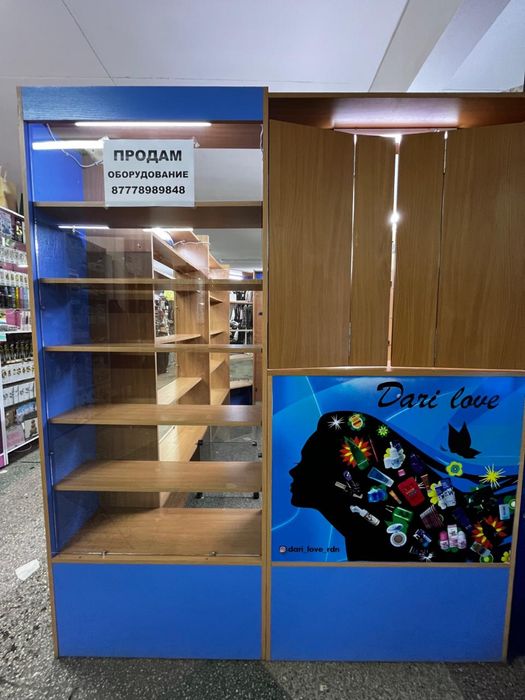 ПРОДАМ
ОБОРУДОВАНИЕ
87778989848
Dari love
dari_love_rdn